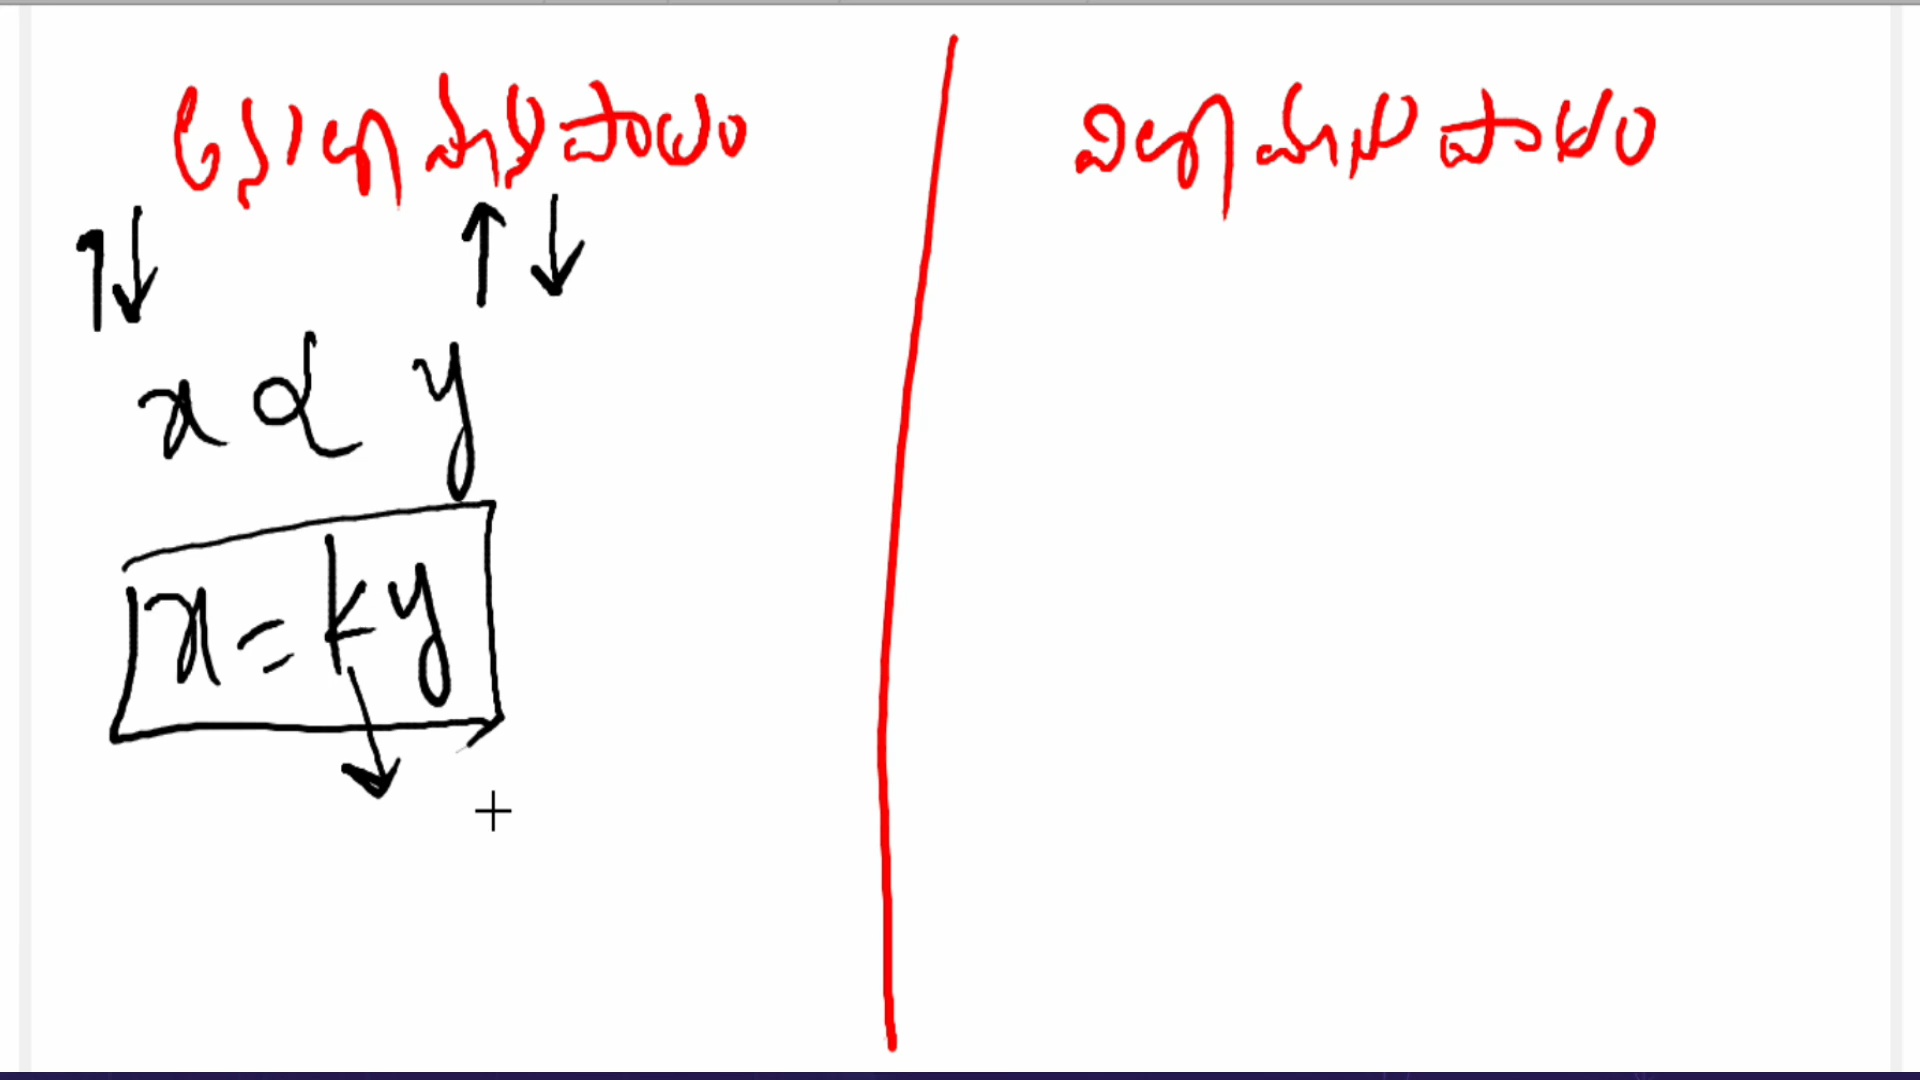 అనులోమానుపాతం
x ∝ y
x = ky
విలోమానుపాతం